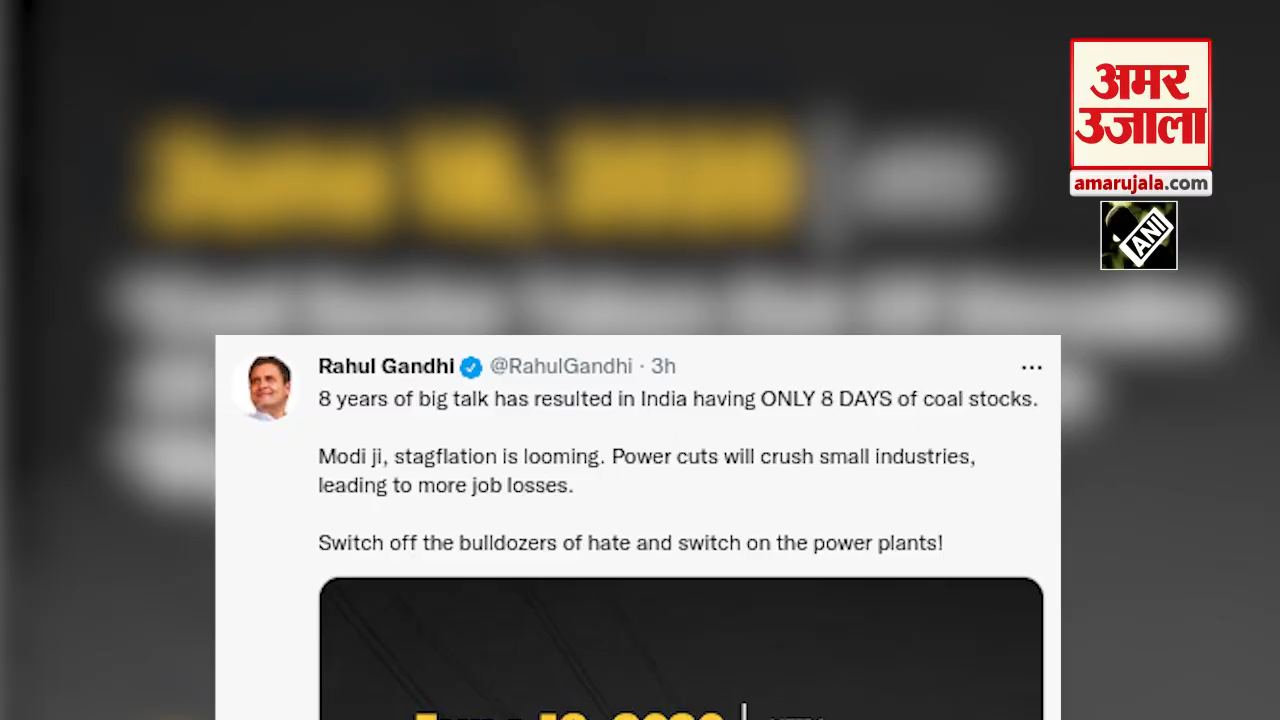 अमर
उजाला
amarujala.com
ANI
Rahul Gandhi @RahulGandhi · 3h
8 years of big talk has resulted in India having ONLY 8 DAYS of coal stocks.
Modi ji, stagflation is looming. Power cuts will crush small industries,
leading to more job losses.
Switch off the bulldozers of hate and switch on the power plants!